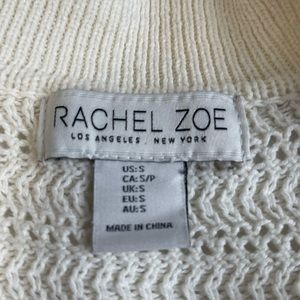 RACHEL ZOE
LOS ANGELES . NEW YORK
US:S
CA:S/P
UK:S
EU:S
AU:S
MADE IN CHINA